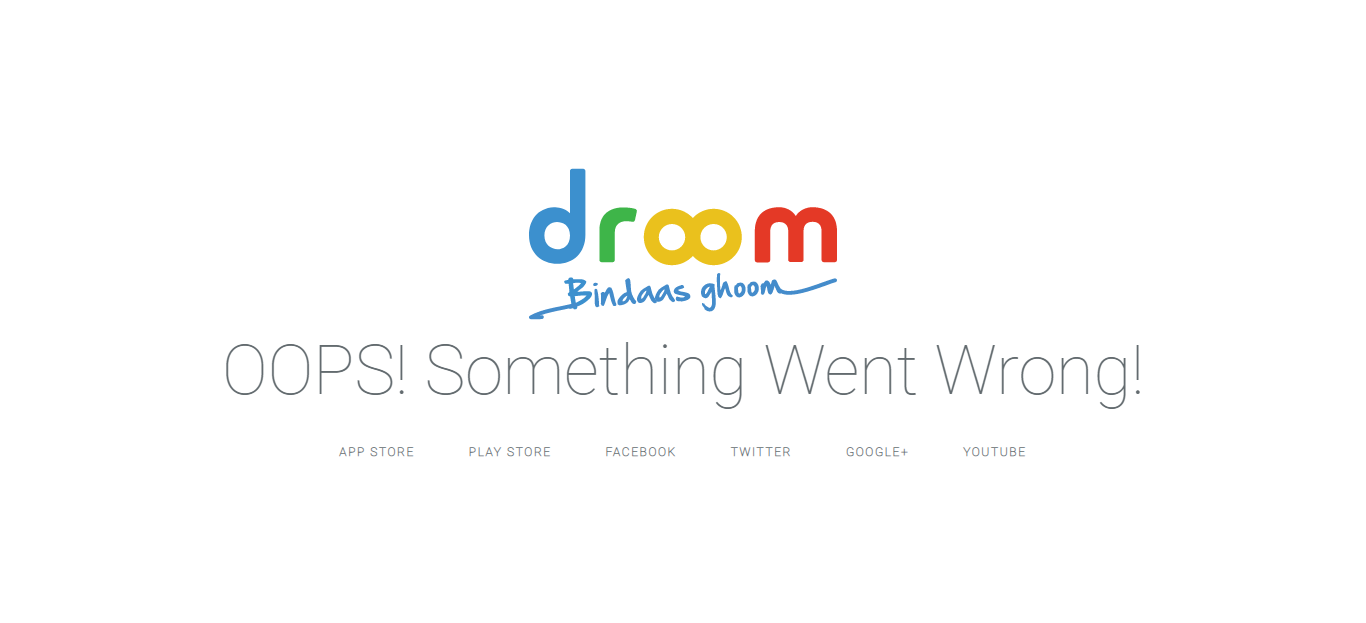 droom
Bindaas ghoom
OOPS! Something Went Wrong!
APP STORE PLAY STORE FACEBOOK TWITTER GOOGLE+ YOUTUBE